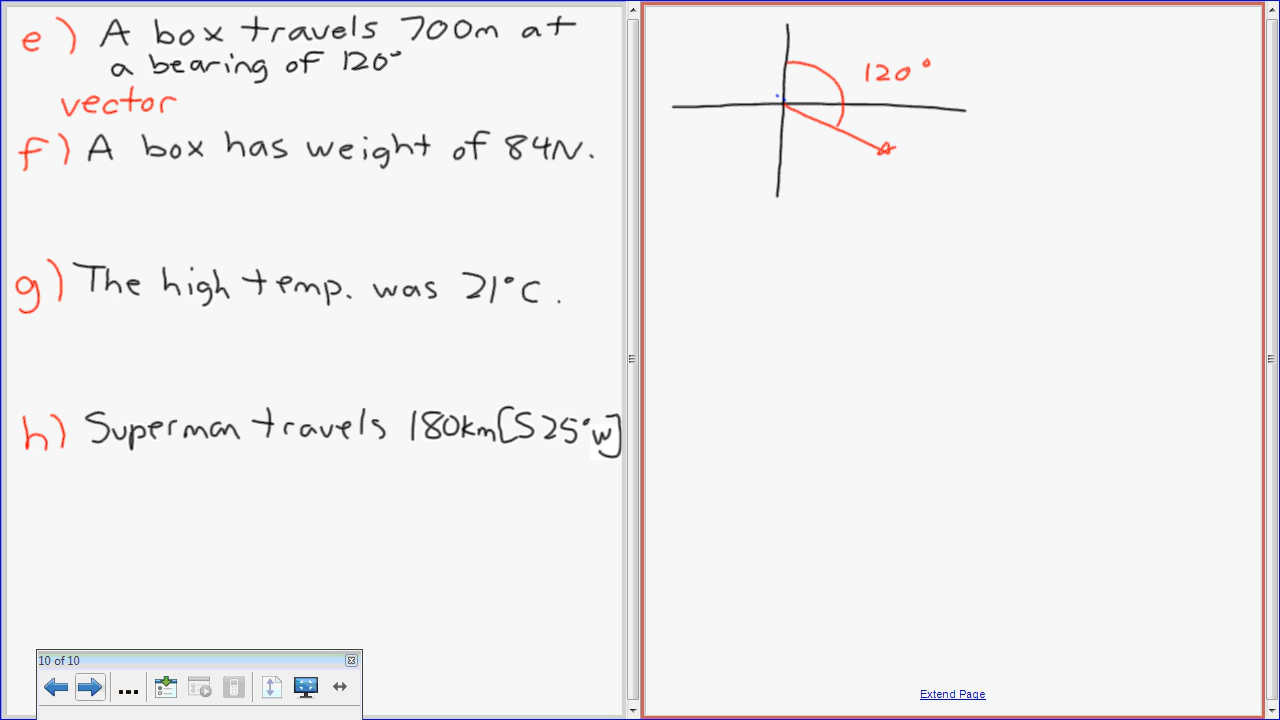 e) A box travels 700m at
a bearing of 120°
vector
f) A box has weight of 84N.
g) The high temp. was 21°C.
h) Superman travels 180km[S25°W]
120°
10 of 10
Extend Page